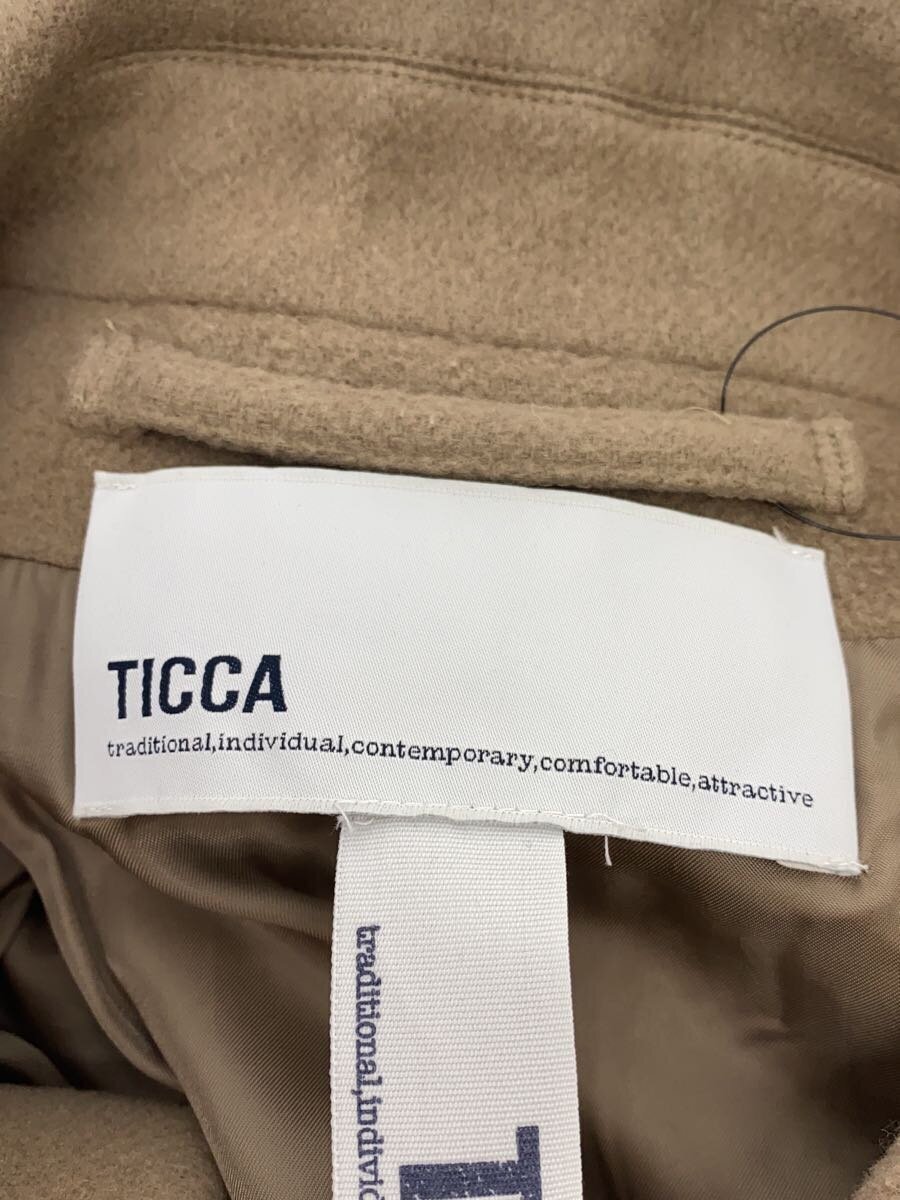 TICCA
traditional,individual,contemporary,comfortable,attractive
traditional,individ
T